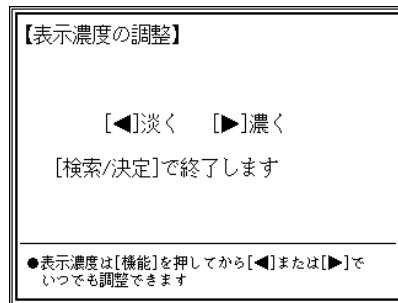 【表示濃度の調整】
[◀]淡く [▶]濃く
[検索/決定]で終了します
●表示濃度は[機能]を押してから[◀]または[▶]で
いつでも調整できます